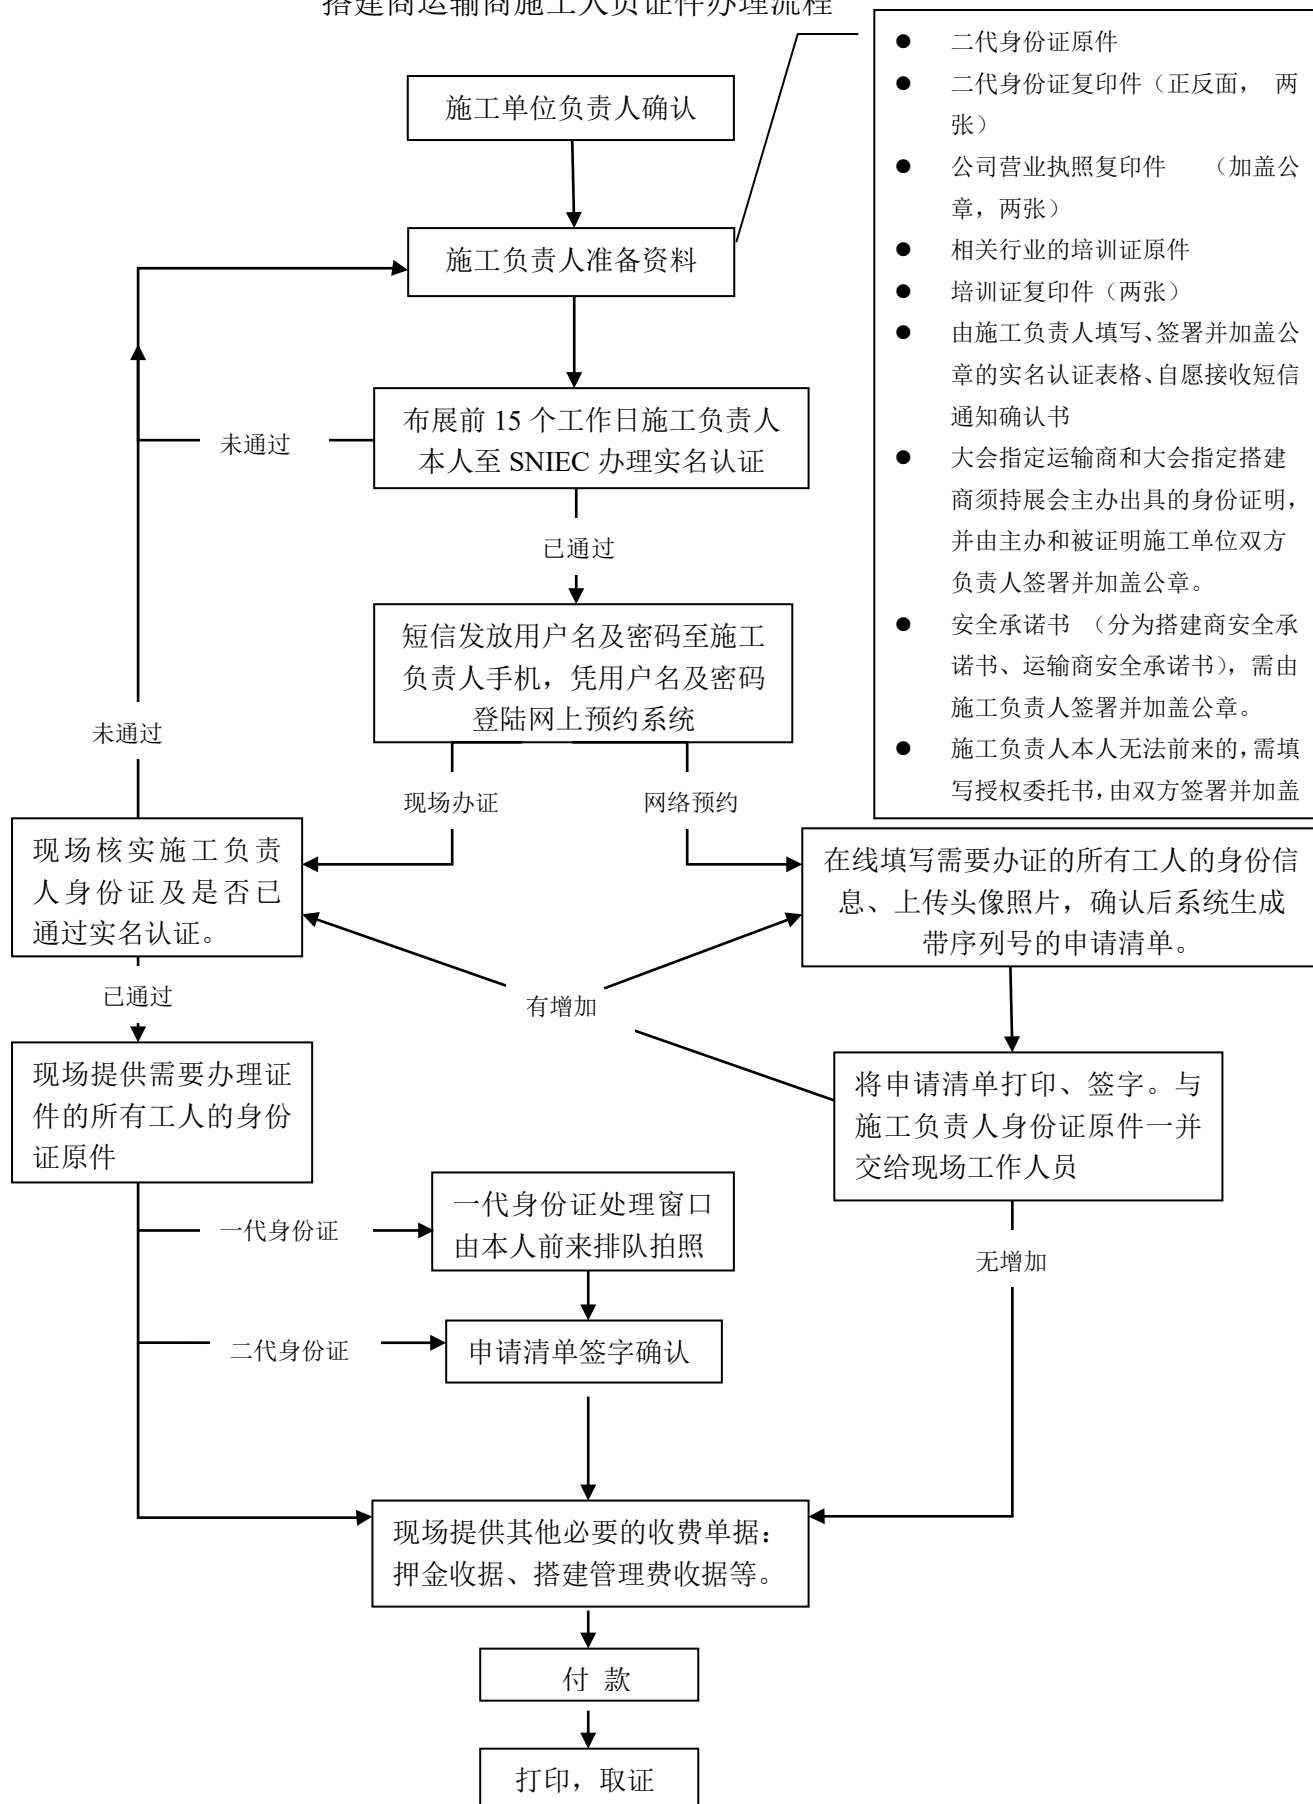 搭建商运输商施工人员证件办理流程
施工单位负责人确认
施工负责人准备资料
● 二代身份证原件
● 二代身份证复印件（正反面， 两
张）
● 公司营业执照复印件 （加盖公
章，两张）
● 相关行业的培训证原件
● 培训证复印件（两张）
● 由施工负责人填写、签署并加盖公
章的实名认证表格、自愿接收短信
通知确认书
● 大会指定运输商和大会指定搭建
商须持展会主办出具的身份证明，
并由主办和被证明施工单位双方
负责人签署并加盖公章。
● 安全承诺书 （分为搭建商安全承
诺书、运输商安全承诺书），需由
施工负责人签署并加盖公章。
● 施工负责人本人无法前来的，需填
写授权委托书，由双方签署并加盖
布展前 15 个工作日施工负责人
本人至 SNIEC 办理实名认证
未通过
已通过
短信发放用户名及密码至施工
负责人手机，凭用户名及密码
登陆网上预约系统
未通过
现场办证
网络预约
现场核实施工负责
人身份证及是否已
通过实名认证。
在线填写需要办证的所有工人的身份信
息、上传头像照片，确认后系统生成
带序列号的申请清单。
已通过
有增加
现场提供需要办理证
件的所有工人的身份
证原件
将申请清单打印、签字。与
施工负责人身份证原件一并
交给现场工作人员
一代身份证
一代身份证处理窗口
由本人前来排队拍照
无增加
二代身份证
申请清单签字确认
现场提供其他必要的收费单据：
押金收据、搭建管理费收据等。
付 款
打印，取证